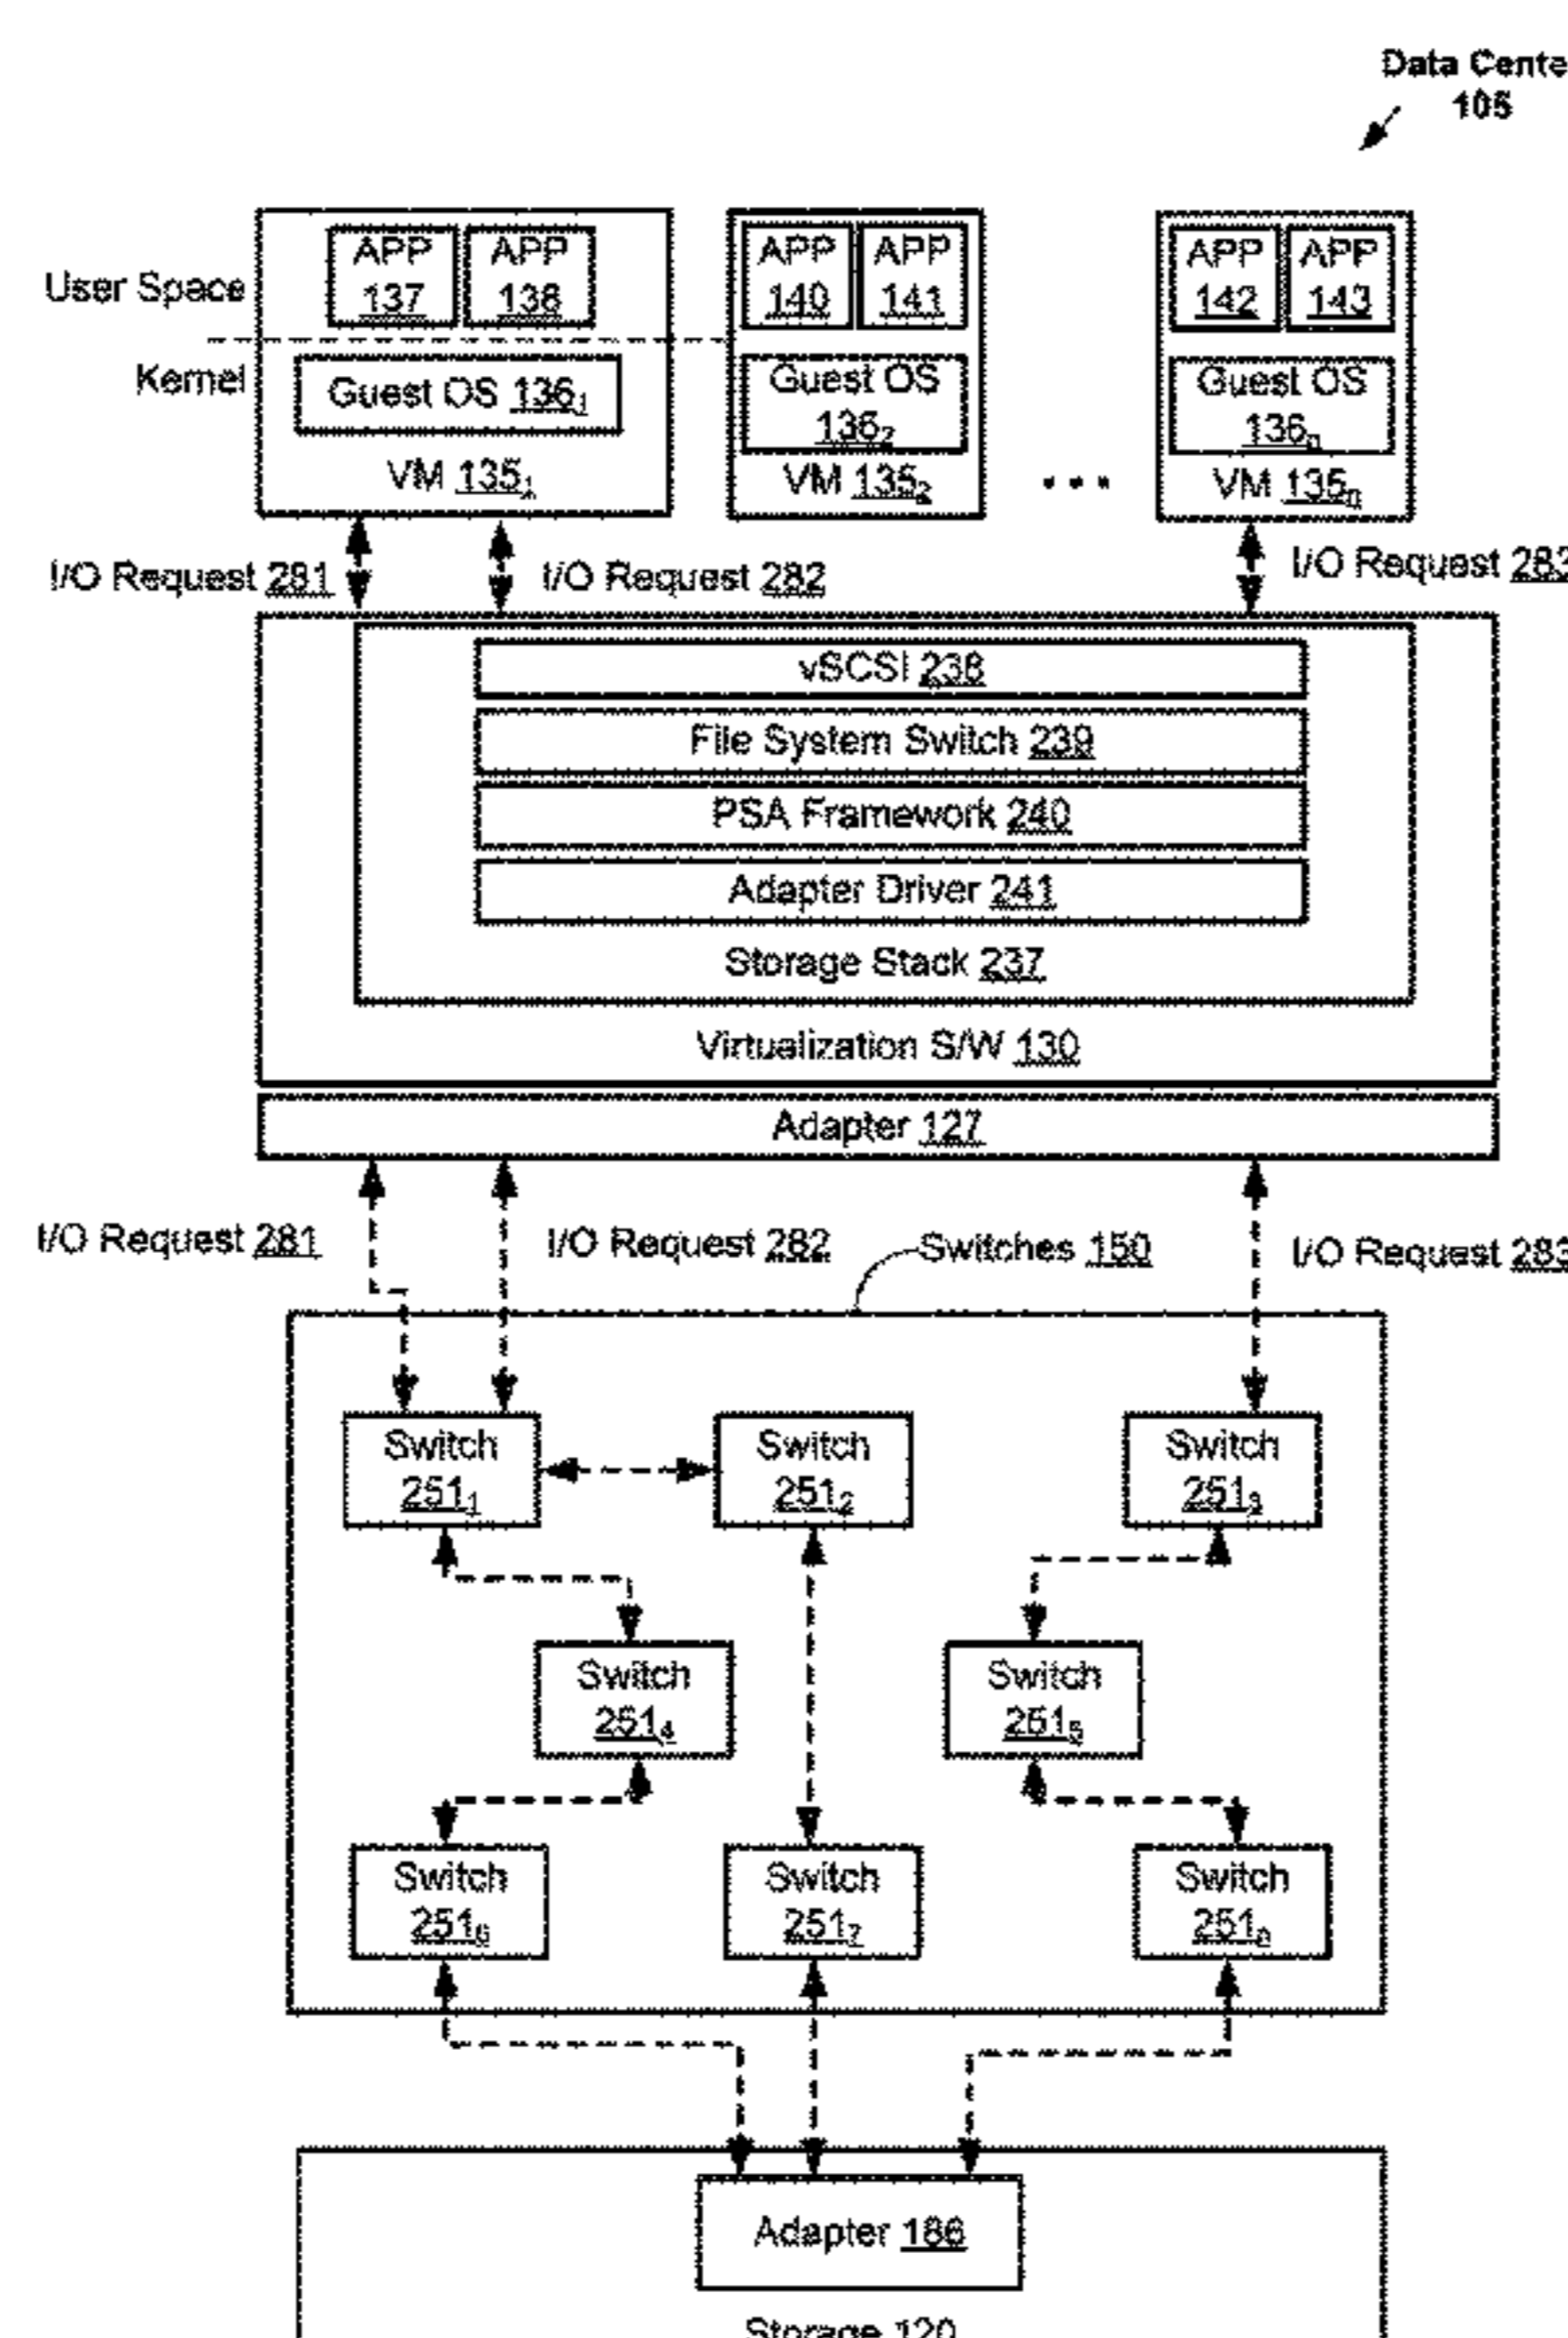 Data Cente
105
APP
137
APP
138
APP
140
APP
141
APP
142
APP
143
User Space
Kernel
Guest OS 136₁
Guest OS
136₂
Guest OS
136ₙ
VM 135₁
VM 135₂
...
VM 135ₙ
I/O Request 281
I/O Request 282
I/O Request 283
vSCSI 238
File System Switch 239
PSA Framework 240
Adapter Driver 241
Storage Stack 237
Virtualization S/W 130
Adapter 127
I/O Request 281
I/O Request 282
Switches 150
I/O Request 283
Switch
251₁
Switch
251₂
Switch
251₃
Switch
251₄
Switch
251₅
Switch
251₆
Switch
251₇
Switch
251₈
Adapter 186
Storage 120